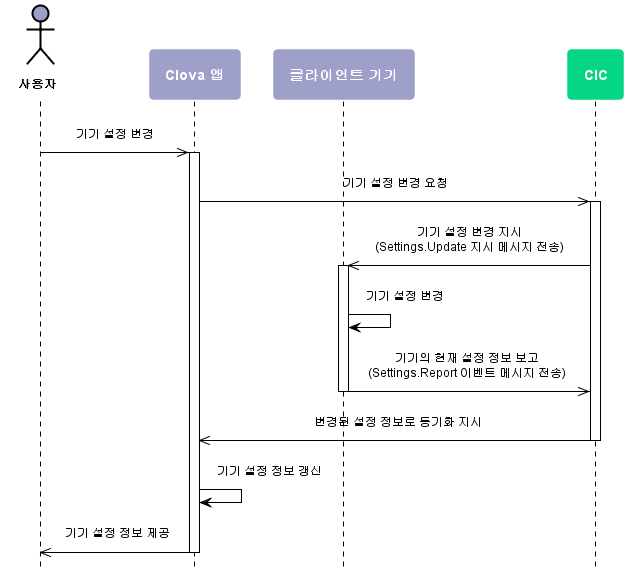 사용자
Clova 앱
클라이언트 기기
CIC
기기 설정 변경
기기 설정 변경 요청
기기 설정 변경 지시
(Settings.Update 지시 메시지 전송)
기기 설정 변경
기기의 현재 설정 정보 보고
(Settings.Report 이벤트 메시지 전송)
변경된 설정 정보로 동기화 지시
기기 설정 정보 갱신
기기 설정 정보 제공